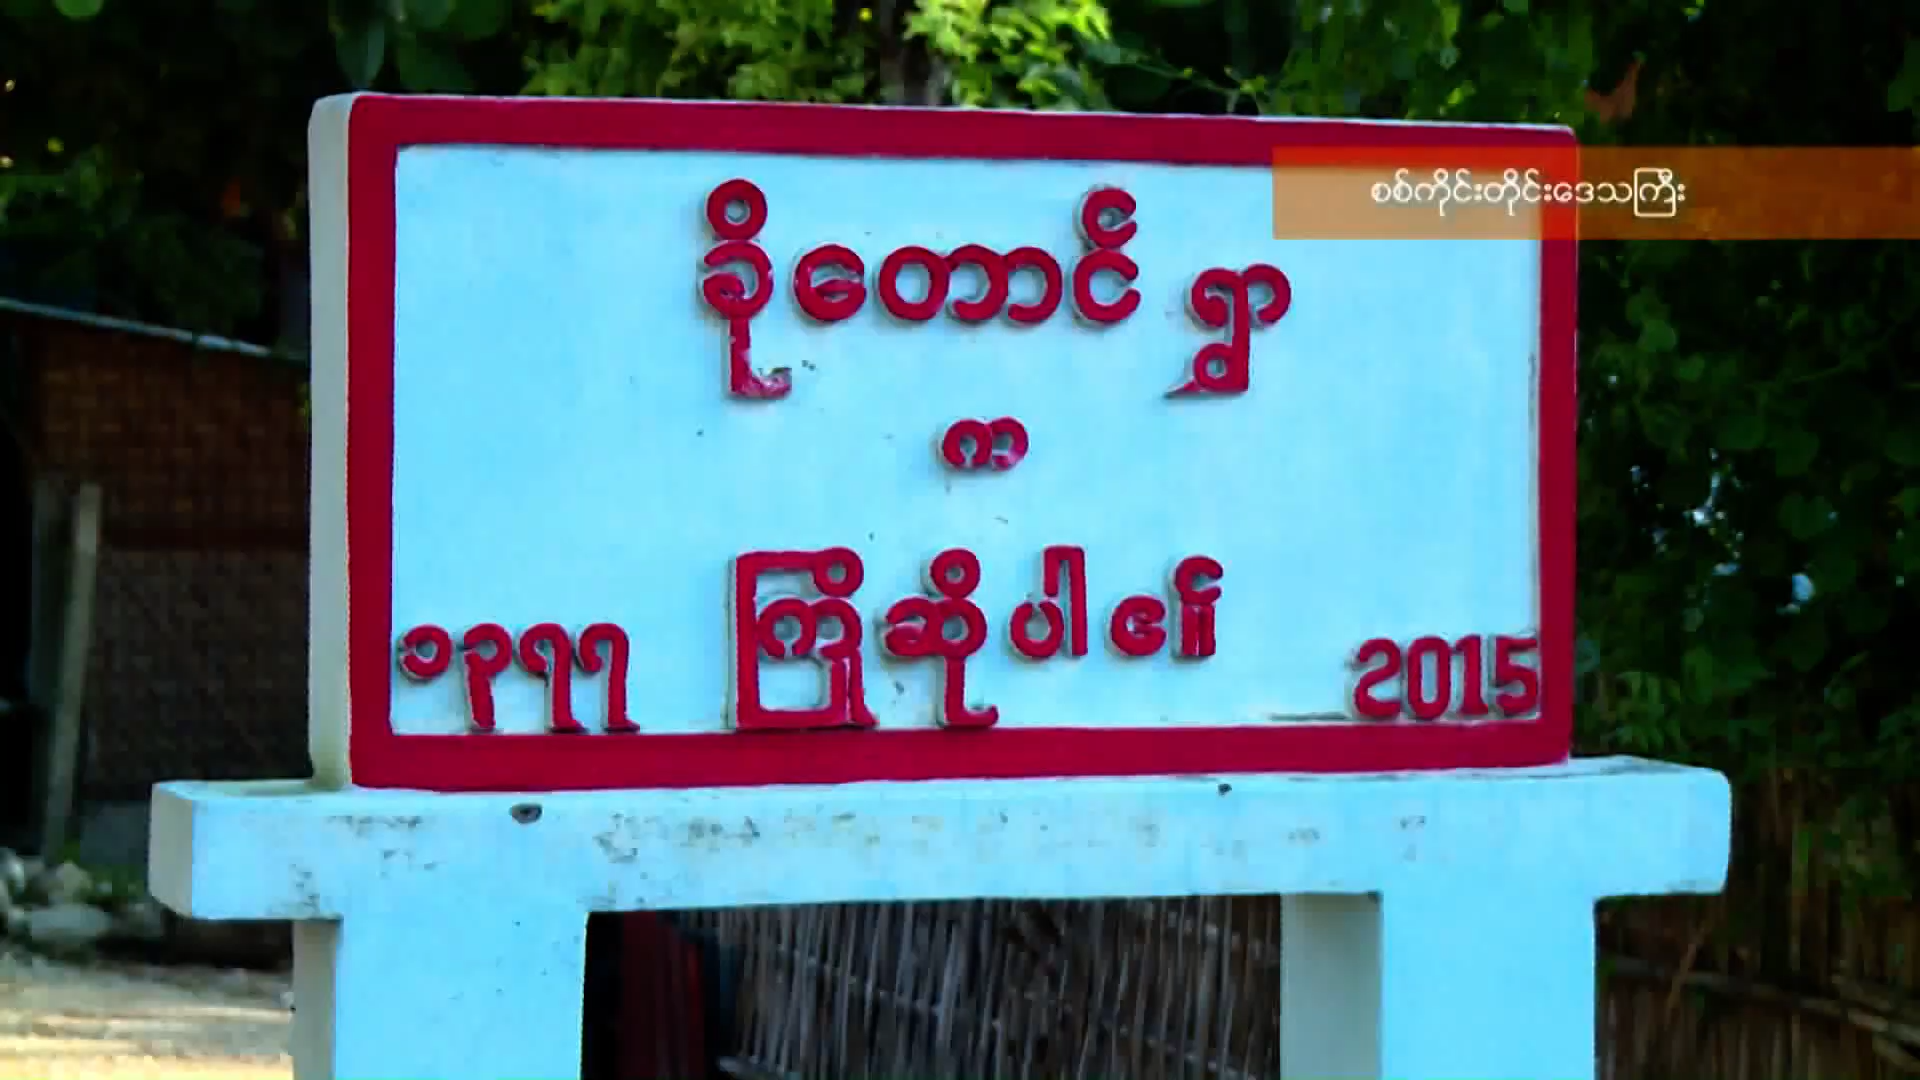 စစ်ကိုင်းတိုင်းဒေသကြီး
ခိုတောင် ရွာ
က
ကြိုဆိုပါ၏
၁၃၇၇
2015